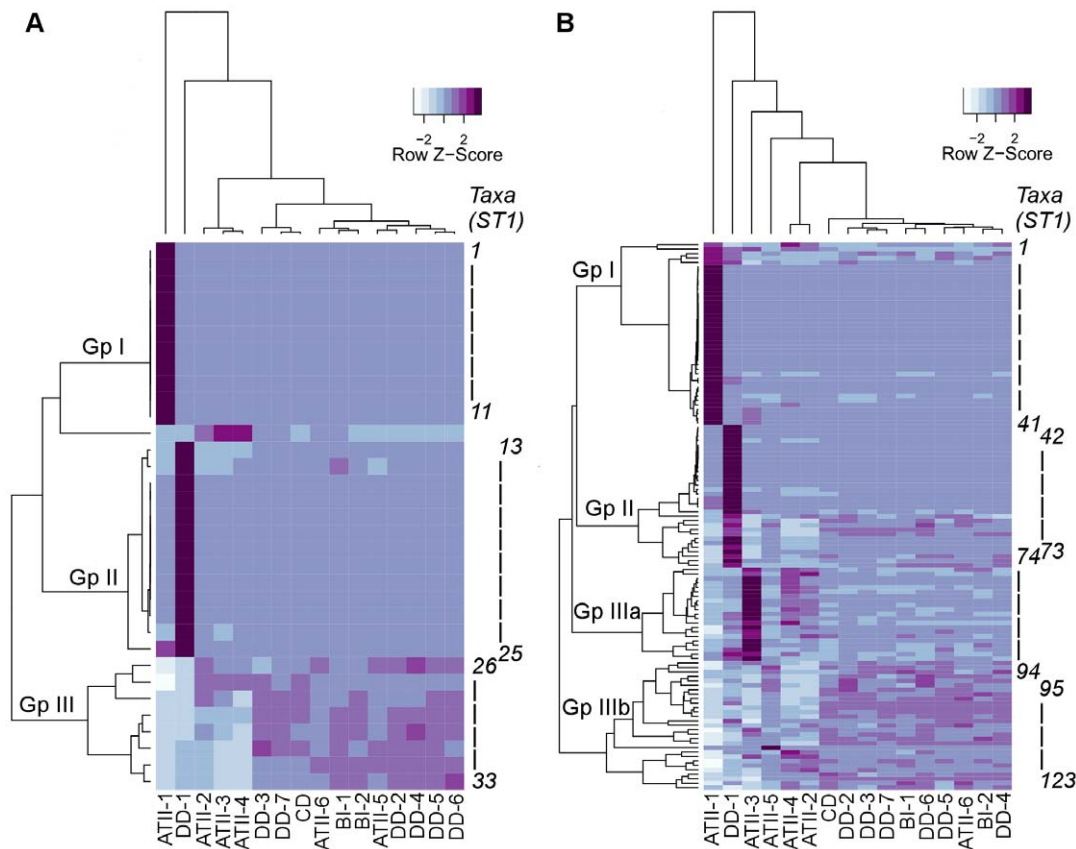 A
−2 2
Row Z−Score
Taxa
(ST1)
Gp I
Gp II
Gp III
1
11
13
25
26
33
ATII-1 DD-1 ATII-2 ATII-3 ATII-4 DD-3 DD-7 CD ATII-6 BI-1 BI-2 ATII-5 DD-2 DD-4 DD-5 DD-6
B
−2 2
Row Z−Score
Taxa
(ST1)
Gp I
Gp II
Gp IIIa
Gp IIIb
1
41
42
73
74
94
95
123
ATII-1 DD-1 ATII-3 ATII-5 ATII-4 ATII-2 CD DD-2 DD-3 DD-7 BI-1 DD-6 DD-5 ATII-6 BI-2 DD-4